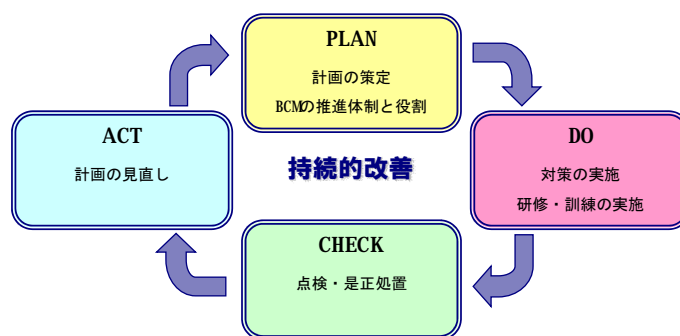 PLAN
計画の策定
BCMの推進体制と役割
ACT
計画の見直し
持続的改善
DO
対策の実施
研修・訓練の実施
CHECK
点検・是正処置